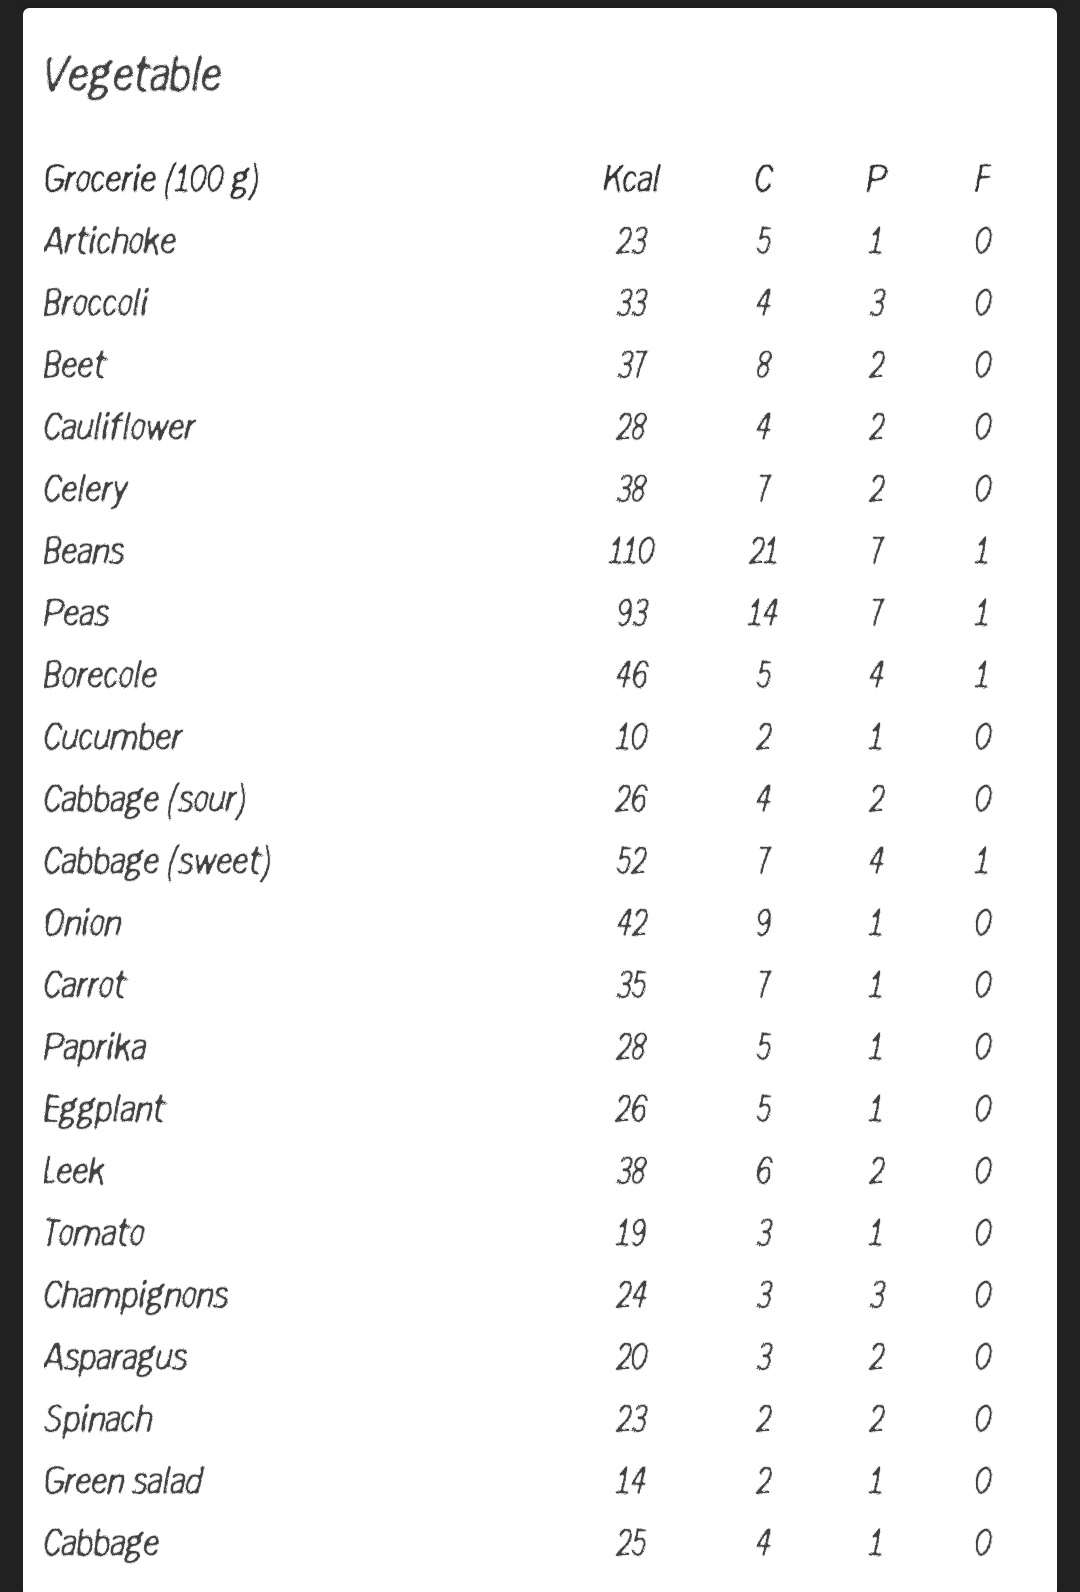 Vegetable
Grocerie (100 g) Kcal C P F
Artichoke 23 5 1 0
Broccoli 33 4 3 0
Beet 37 8 2 0
Cauliflower 28 4 2 0
Celery 38 7 2 0
Beans 110 21 7 1
Peas 93 14 7 1
Borecole 46 5 4 1
Cucumber 10 2 1 0
Cabbage (sour) 26 4 2 0
Cabbage (sweet) 52 7 4 1
Onion 42 9 1 0
Carrot 35 7 1 0
Paprika 28 5 1 0
Eggplant 26 5 1 0
Leek 38 6 2 0
Tomato 19 3 1 0
Champignons 24 3 3 0
Asparagus 20 3 2 0
Spinach 23 2 2 0
Green salad 14 2 1 0
Cabbage 25 4 1 0